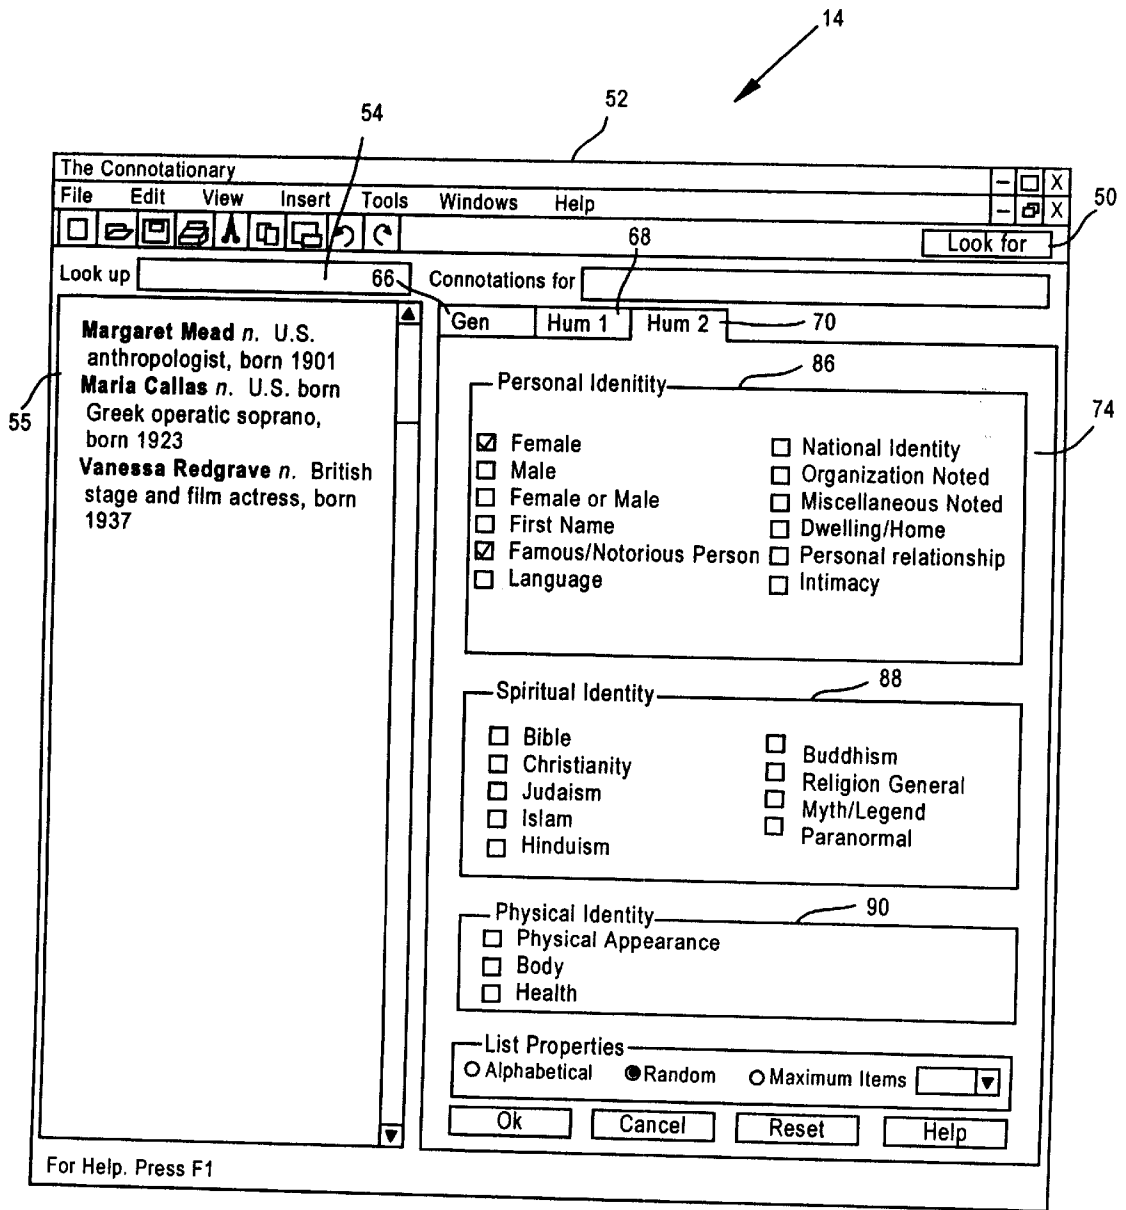 14
52
54
The Connotationary
File Edit View Insert Tools Windows Help
50
Look for
68
Look up
66
Connotations for
Gen Hum 1 Hum 2
70
Margaret Mead n. U.S.
anthropologist, born 1901
Maria Callas n. U.S. born
Greek operatic soprano,
born 1923
Vanessa Redgrave n. British
stage and film actress, born
1937
55
86
74
Personal Idenitity
Female
Male
Female or Male
First Name
Famous/Notorious Person
Language
National Identity
Organization Noted
Miscellaneous Noted
Dwelling/Home
Personal relationship
Intimacy
88
Spiritual Identity
Bible
Christianity
Judaism
Islam
Hinduism
Buddhism
Religion General
Myth/Legend
Paranormal
90
Physical Identity
Physical Appearance
Body
Health
List Properties
Alphabetical Random Maximum Items
Ok Cancel Reset Help
For Help. Press F1